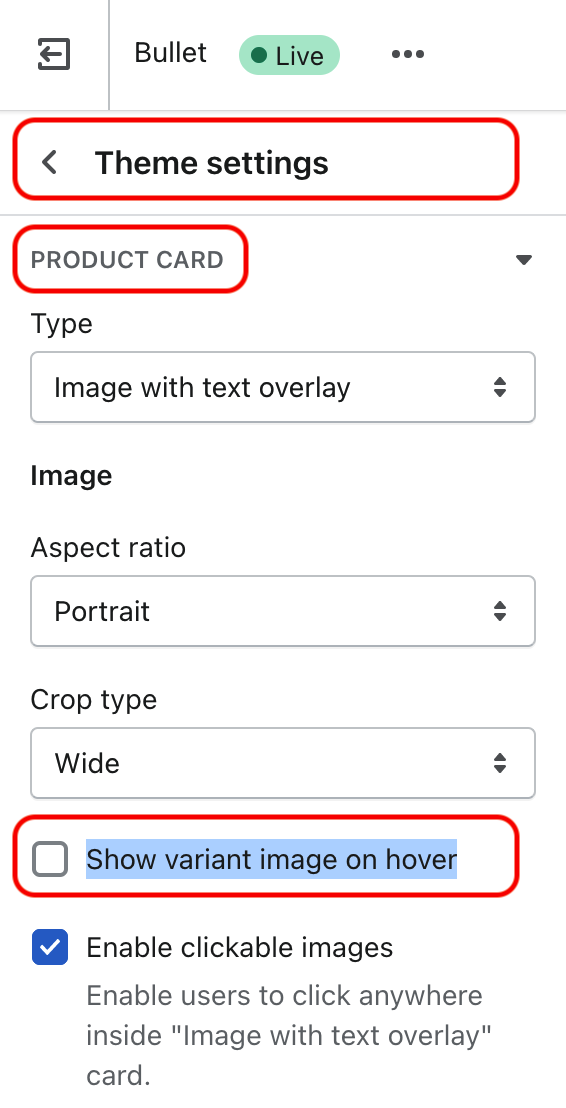 Bullet Live
Theme settings
PRODUCT CARD
Type
Image with text overlay
Image
Aspect ratio
Portrait
Crop type
Wide
Show variant image on hover
Enable clickable images
Enable users to click anywhere
inside "Image with text overlay"
card.